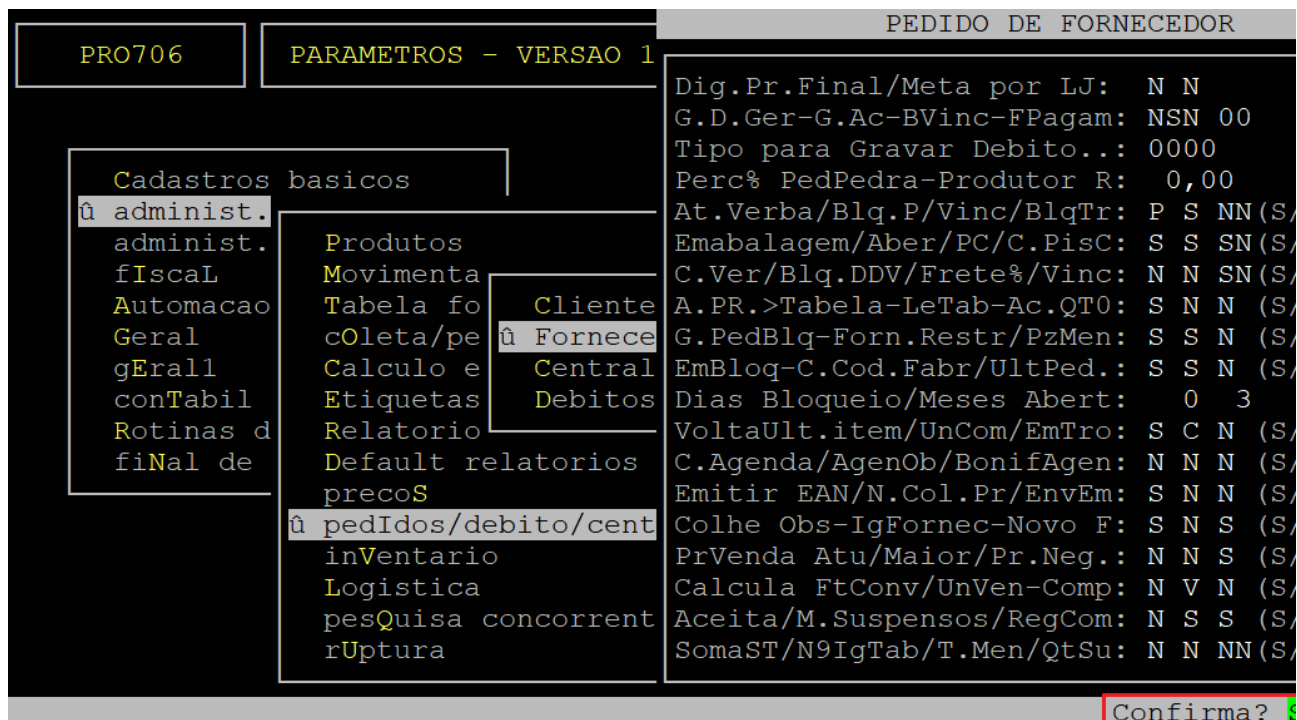 PEDIDO DE FORNECEDOR
PRO706
PARAMETROS - VERSAO 1
Cadastros basicos
û administ.
administ.
fIscaL
Automacao
Geral
gEral1
conTabil
Rotinas d
fiNal de
Produtos
Movimenta
Tabela fo
cOleta/pe
Calculo e
Etiquetas
Relatorio
Default relatorios
precoS
û pedIdos/debito/cent
inVentario
Logistica
pesQuisa concorrent
rUptura
Cliente
û Fornece
Central
Debitos
Dig.Pr.Final/Meta por LJ: N N
G.D.Ger-G.Ac-BVinc-FPagam: NSN 00
Tipo para Gravar Debito..: 0000
Perc% PedPedra-Produtor R: 0,00
At.Verba/Blq.P/Vinc/BlqTr: P S NN(S/
Emabalagem/Aber/PC/C.PisC: S S SN(S/
C.Ver/Blq.DDV/Frete%/Vinc: N N SN(S/
A.PR.>Tabela-LeTab-Ac.QT0: S N N (S/
G.PedBlq-Forn.Restr/PzMen: S S N (S/
EmBloq-C.Cod.Fabr/UltPed.: S S N (S/
Dias Bloqueio/Meses Abert: 0 3
VoltaUlt.item/UnCom/EmTro: S C N (S/
C.Agenda/AgenOb/BonifAgen: N N N (S/
Emitir EAN/N.Col.Pr/EnvEm: S N N (S/
Colhe Obs-IgFornec-Novo F: S N S (S/
PrVenda Atu/Maior/Pr.Neg.: N N S (S/
Calcula FtConv/UnVen-Comp: N V N (S/
Aceita/M.Suspensos/RegCom: N S S (S/
SomaST/N9IgTab/T.Men/QtSu: N N NN(S/
Confirma? S